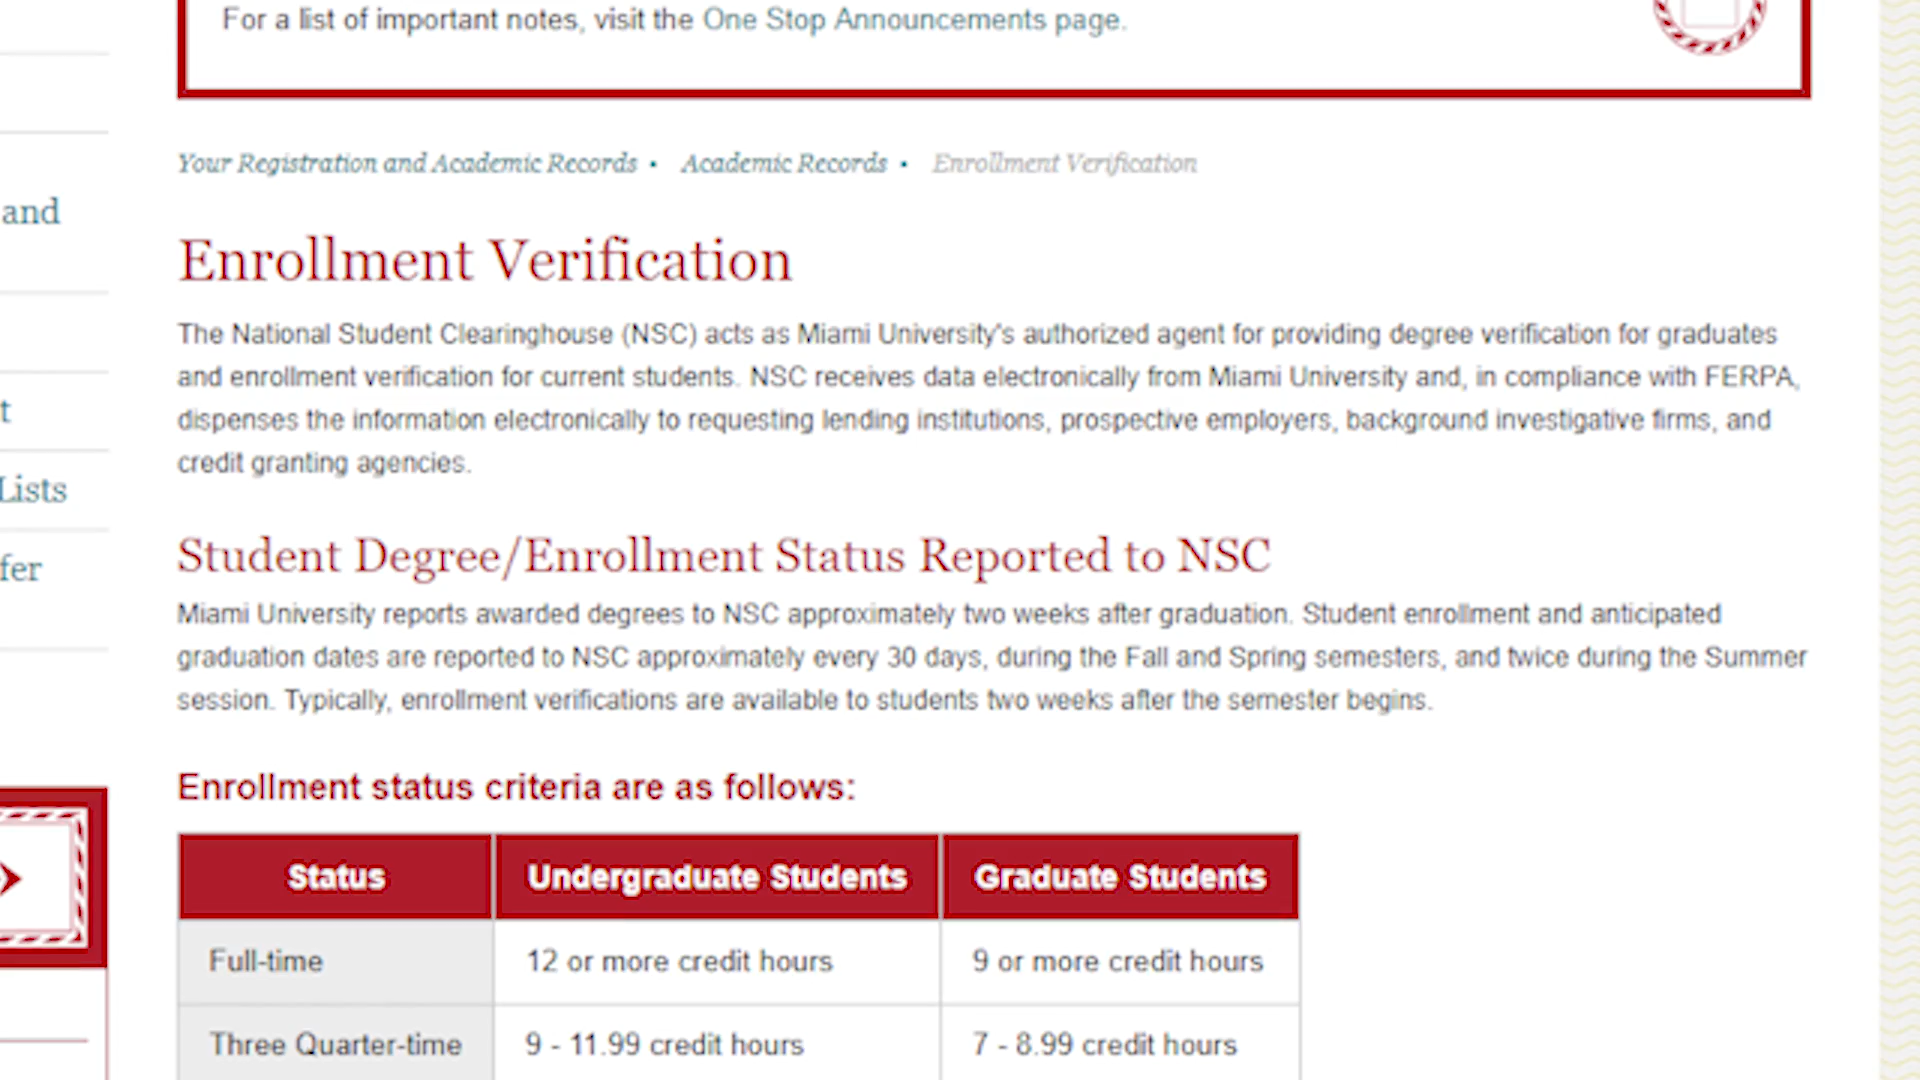 For a list of important notes, visit the One Stop Announcements page.
Your Registration and Academic Records • Academic Records • Enrollment Verification
and
t
Lists
fer
Enrollment Verification
The National Student Clearinghouse (NSC) acts as Miami University's authorized agent for providing degree verification for graduates
and enrollment verification for current students. NSC receives data electronically from Miami University and, in compliance with FERPA,
dispenses the information electronically to requesting lending institutions, prospective employers, background investigative firms, and
credit granting agencies.
Student Degree/Enrollment Status Reported to NSC
Miami University reports awarded degrees to NSC approximately two weeks after graduation. Student enrollment and anticipated
graduation dates are reported to NSC approximately every 30 days, during the Fall and Spring semesters, and twice during the Summer
session. Typically, enrollment verifications are available to students two weeks after the semester begins.
Enrollment status criteria are as follows:
Status Undergraduate Students Graduate Students
Full-time 12 or more credit hours 9 or more credit hours
Three Quarter-time 9 - 11.99 credit hours 7 - 8.99 credit hours